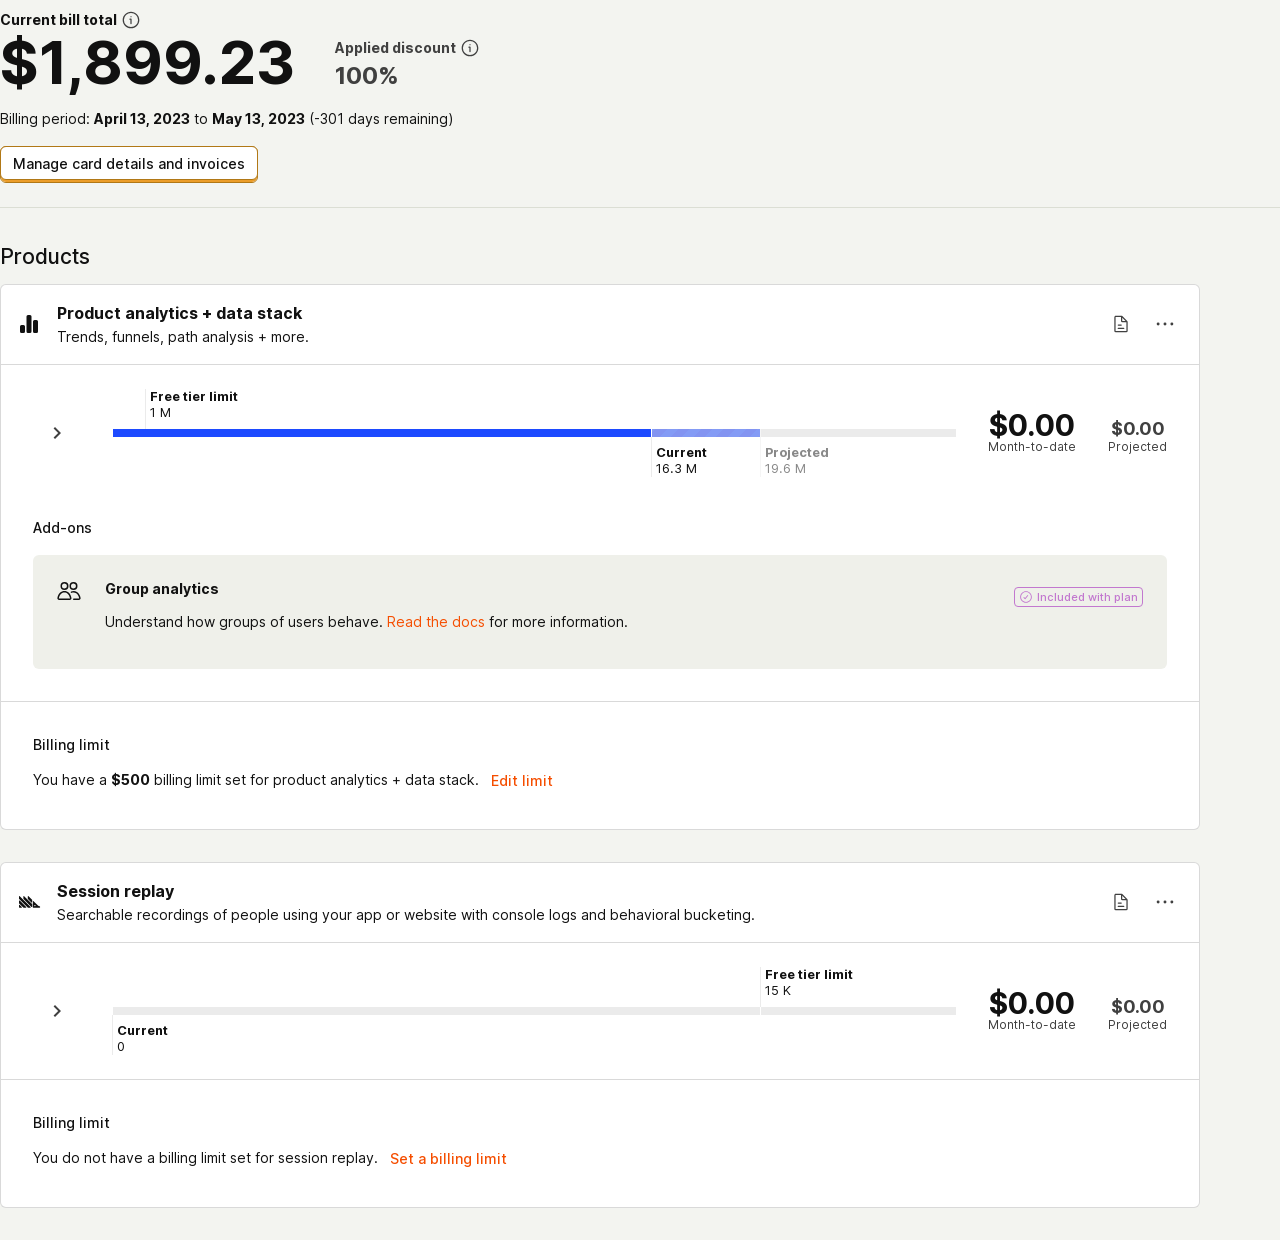 Current bill total
$1,899.23
Applied discount
100%
Billing period: April 13, 2023 to May 13, 2023 (-301 days remaining)
Manage card details and invoices
Products
Product analytics + data stack
Trends, funnels, path analysis + more.
Free tier limit
1 M
Current
16.3 M
Projected
19.6 M
$0.00
Month-to-date
$0.00
Projected
Add-ons
Group analytics
Included with plan
Understand how groups of users behave. Read the docs for more information.
Billing limit
You have a $500 billing limit set for product analytics + data stack. Edit limit
Session replay
Searchable recordings of people using your app or website with console logs and behavioral bucketing.
Free tier limit
15 K
Current
0
$0.00
Month-to-date
$0.00
Projected
Billing limit
You do not have a billing limit set for session replay. Set a billing limit